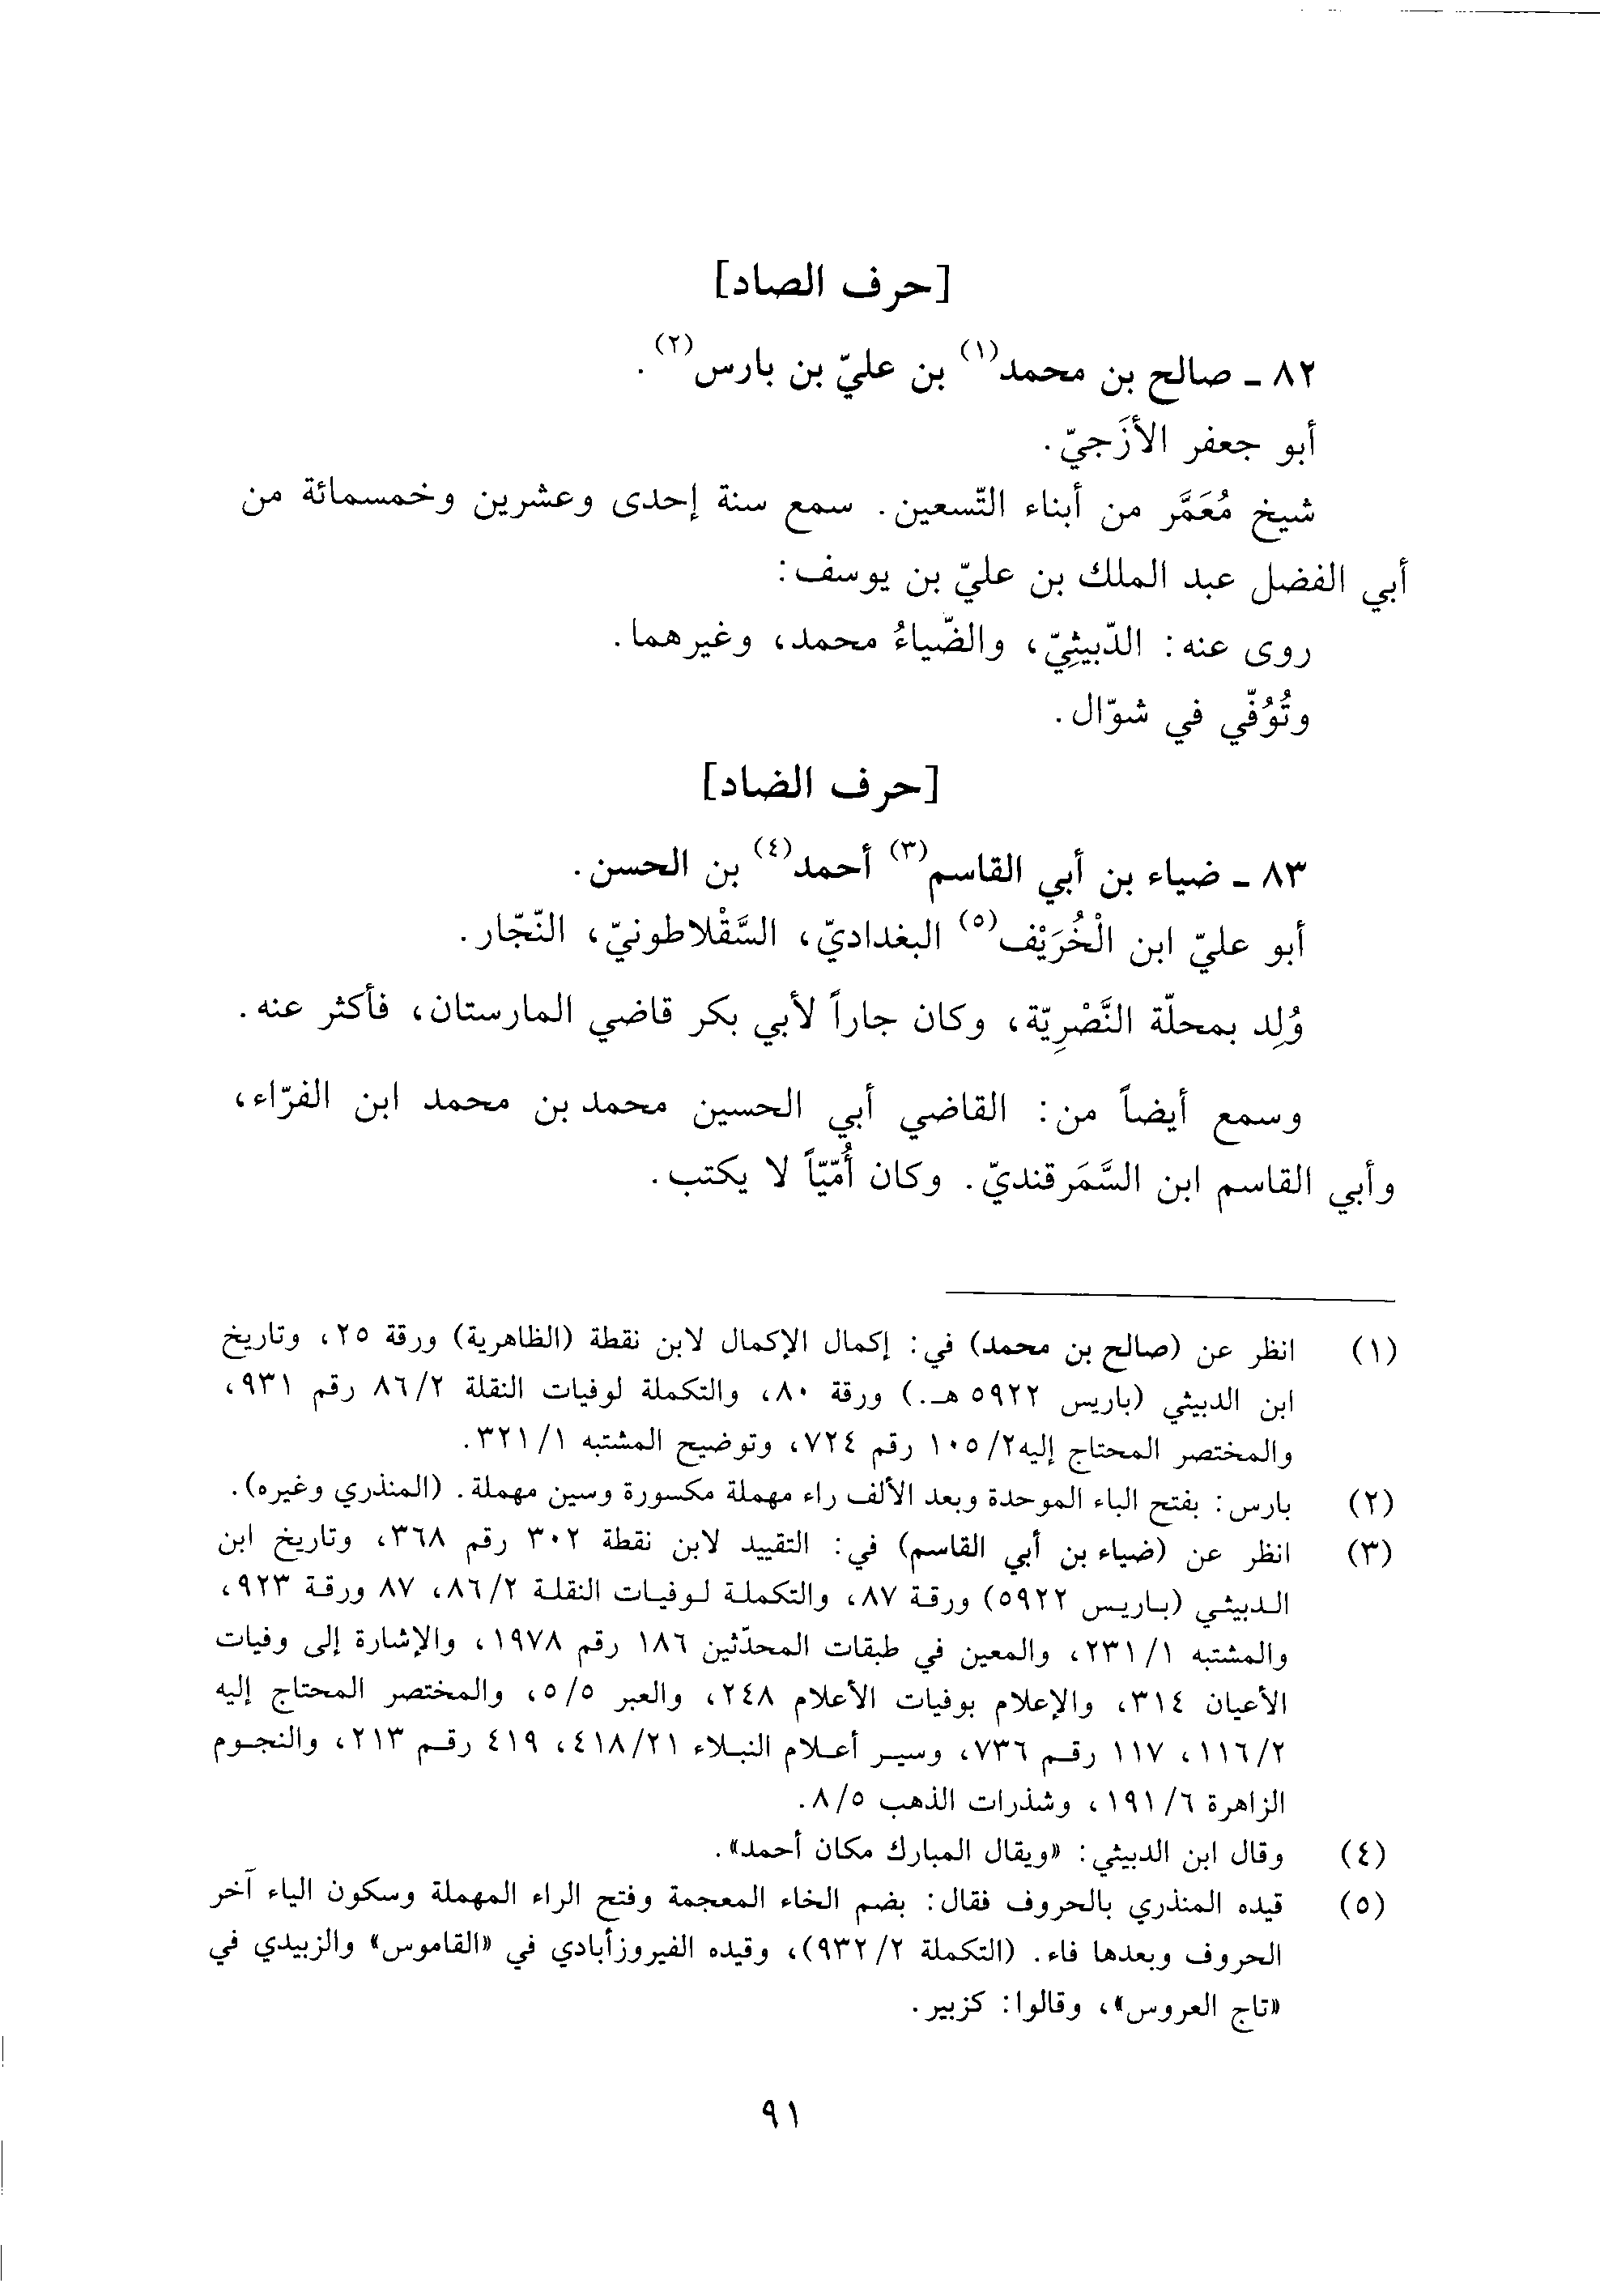 [حرف الصاد]
٨٢ ـ صالح بن محمد(١) بن عليّ بن بارس(٢).
أبو جعفر الأزَجيّ.
شيخ مُعَمَّر من أبناء التّسعين. سمع سنة إحدى وعشرين وخمسمائة من
أبي الفضل عبد الملك بن عليّ بن يوسف:
روى عنه: الدّبيثِيّ، والضّياءُ محمد، وغيرهما.
وتُوُفّي في شوّال.
[حرف الضاد]
٨٣ ـ ضياء بن أبي القاسم(٣) أحمد(٤) بن الحسن.
أبو عليّ ابن الْخُرَيْف(٥) البغداديّ، السَّقْلاطونيّ، النّجّار.
وُلِد بمحلّة النَّصْرِيّة، وكان جاراً لأبي بكر قاضي المارستان، فأكثر عنه.
وسمع أيضاً من: القاضي أبي الحسين محمد بن محمد ابن الفرّاء،
وأبي القاسم ابن السَّمَرقنديّ. وكان أُمّيّاً لا يكتب.
(١) انظر عن (صالح بن محمد) في: إكمال الإكمال لابن نقطة (الظاهرية) ورقة ٢٥، وتاريخ
ابن الدبيثي (باريس ٥٩٢٢ هـ.) ورقة ٨٠، والتكملة لوفيات النقلة ٨٦/٢ رقم ٩٣١،
والمختصر المحتاج إليه١٠٥/٢ رقم ٧٢٤، وتوضيح المشتبه ٣٢١/١.
(٢) بارس: بفتح الباء الموحدة وبعد الألف راء مهملة مكسورة وسين مهملة. (المنذري وغيره).
(٣) انظر عن (ضياء بن أبي القاسم) في: التقييد لابن نقطة ٣٠٢ رقم ٣٦٨، وتاريخ ابن
الدبيثي (باريس ٥٩٢٢) ورقة ٨٧، والتكملة لوفيات النقلة ٨٦/٢، ٨٧ ورقة ٩٢٣،
والمشتبه ٢٣١/١، والمعين في طبقات المحدّثين ١٨٦ رقم ١٩٧٨، والإشارة إلى وفيات
الأعيان ٣١٤، والإعلام بوفيات الأعلام ٢٤٨، والعبر ٥/٥، والمختصر المحتاج إليه
١١٦/٢، ١١٧ رقم ٧٣٦، وسير أعلام النبلاء ٤١٨/٢١، ٤١٩ رقم ٢١٣، والنجوم
الزاهرة ١٩١/٦، وشذرات الذهب ٨/٥.
(٤) وقال ابن الدبيثي: «ويقال المبارك مكان أحمد».
(٥) قيده المنذري بالحروف فقال: بضم الخاء المعجمة وفتح الراء المهملة وسكون الياء آخر
الحروف وبعدها فاء. (التكملة ٩٣٢/٢)، وقيده الفيروزأبادي في «القاموس» والزبيدي في
«تاج العروس»، وقالوا: كزبير.
٩١